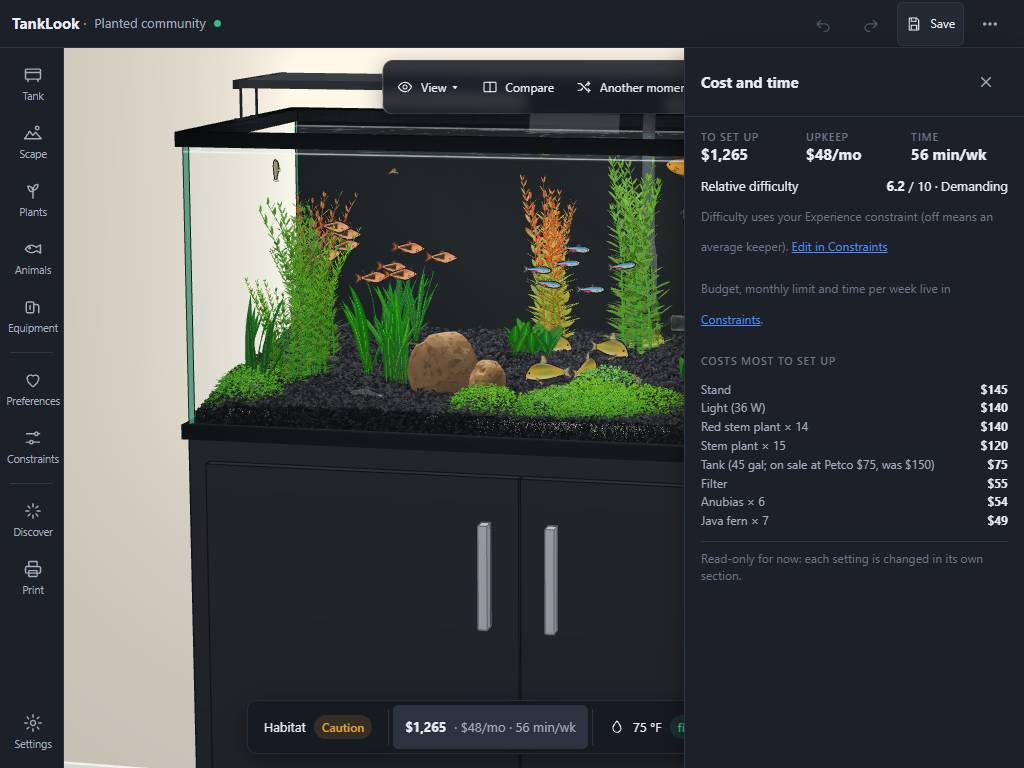 TankLook · Planted community
Save
Tank
Scape
Plants
Animals
Equipment
Preferences
Constraints
Discover
Print
Settings
View
Compare
Another
Habitat
Caution
$1,265 · $48/mo · 56 min/wk
75 °F
Cost and time
TO SET UP
$1,265
UPKEEP
$48/mo
TIME
56 min/wk
Relative difficulty 6.2 / 10 · Demanding
Difficulty uses your Experience constraint (off means an
average keeper). Edit in Constraints
Budget, monthly limit and time per week live in
Constraints.
COSTS MOST TO SET UP
Stand $145
Light (36 W) $140
Red stem plant × 14 $140
Stem plant × 15 $120
Tank (45 gal; on sale at Petco $75, was $150) $75
Filter $55
Anubias × 6 $54
Java fern × 7 $49
Read-only for now: each setting is changed in its own
section.